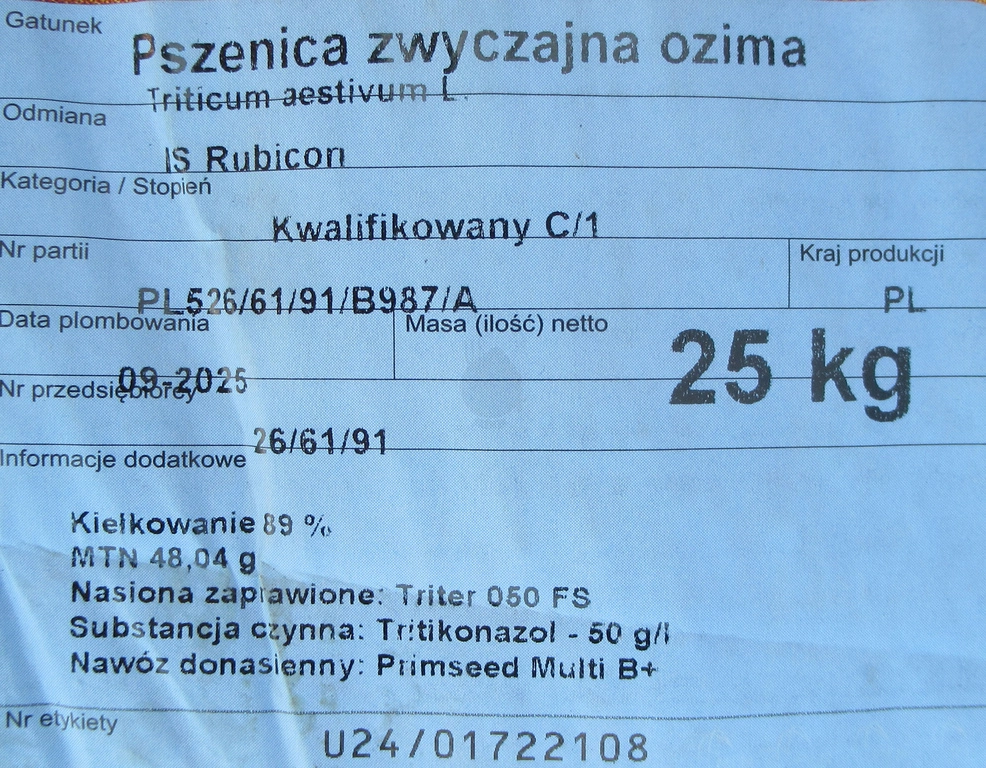 Gatunek
Pszenica zwyczajna ozima
Triticum aestivum L.
Odmiana
IS Rubicon
Kategoria / Stopień
Kwalifikowany C/1
Nr partii
Kraj produkcji
PL526/61/91/B987/A
PL
Data plombowania
Masa (ilość) netto
09-2025
25 kg
Nr przedsiębiorcy
26/61/91
Informacje dodatkowe
Kiełkowanie 89 %
MTN 48,04 g
Nasiona zaprawione: Triter 050 FS
Substancja czynna: Tritikonazol - 50 g/l
Nawóz donasienny: Primseed Multi B+
Nr etykiety
U24/01722108